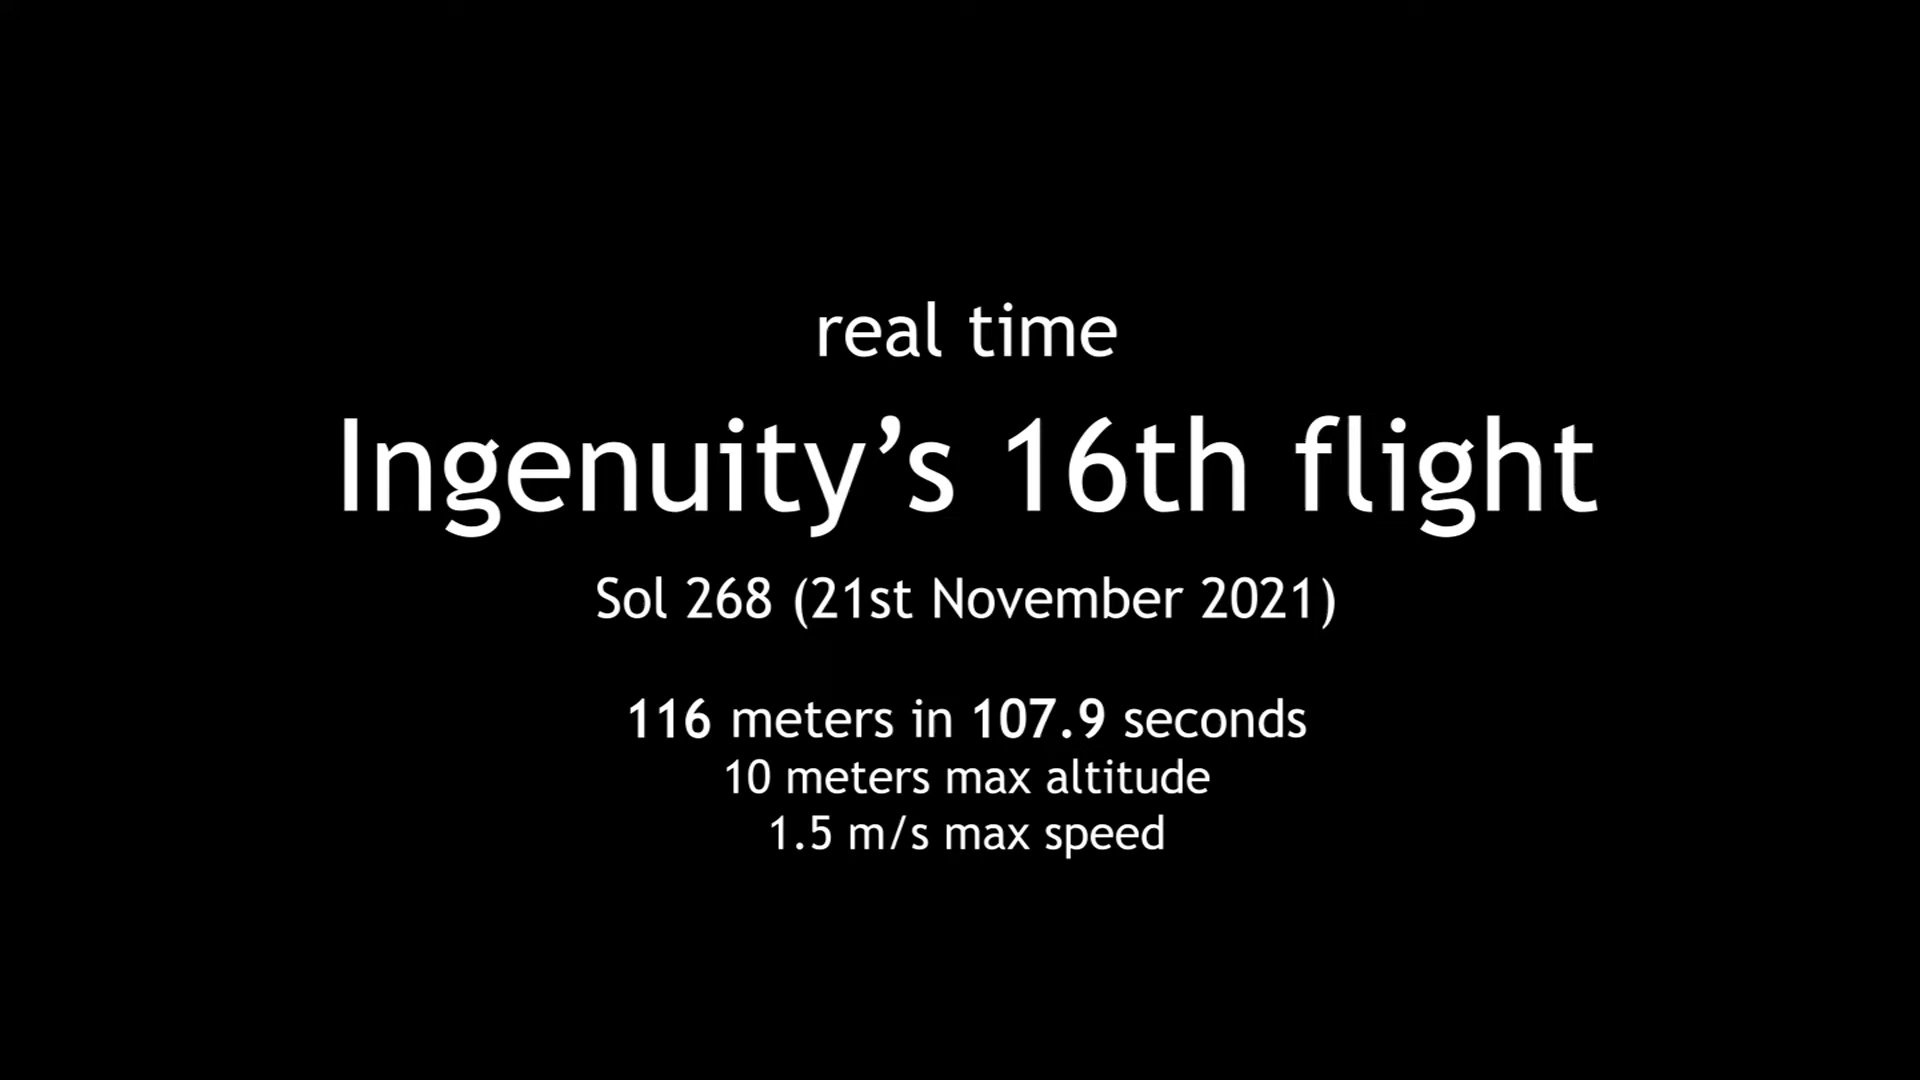 real time
Ingenuity’s 16th flight
Sol 268 (21st November 2021)
116 meters in 107.9 seconds
10 meters max altitude
1.5 m/s max speed